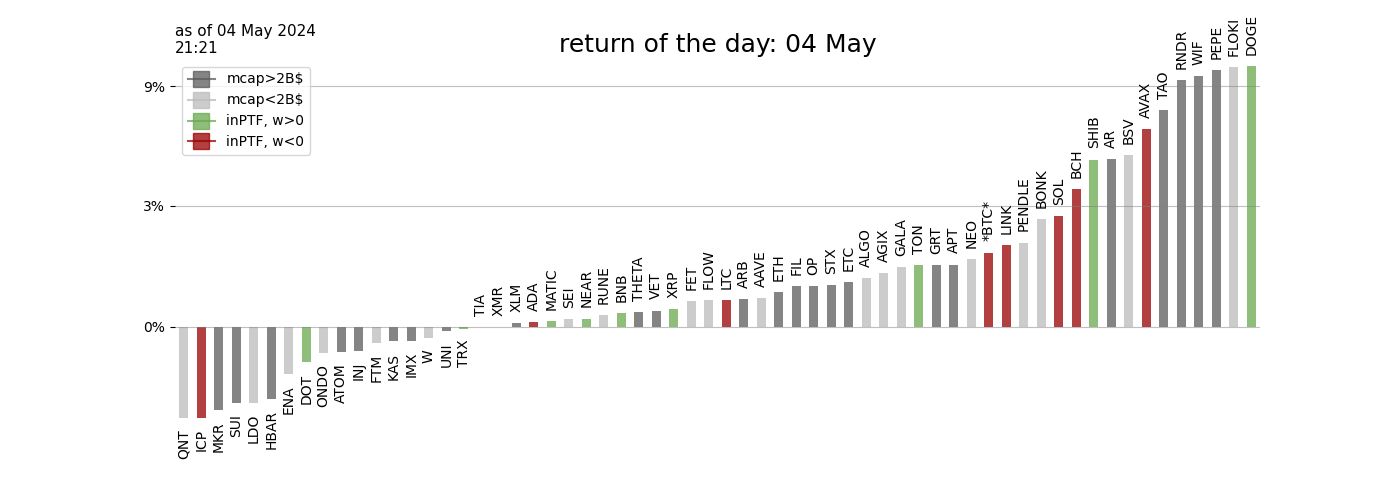 as of 04 May 2024
21:21
return of the day: 04 May
mcap>2B$
mcap<2B$
inPTF, w>0
inPTF, w<0
9%
3%
0%
QNT
ICP
MKR
SUI
LDO
HBAR
ENA
DOT
ONDO
ATOM
INJ
FTM
KAS
IMX
W
UNI
TRX
TIA
XMR
XLM
ADA
MATIC
SEI
NEAR
RUNE
BNB
THETA
VET
XRP
FET
FLOW
LTC
ARB
AAVE
ETH
FIL
OP
STX
ETC
ALGO
AGIX
GALA
TON
GRT
APT
NEO
*BTC*
LINK
PENDLE
BONK
SOL
BCH
SHIB
AR
BSV
AVAX
TAO
RNDR
WIF
PEPE
FLOKI
DOGE